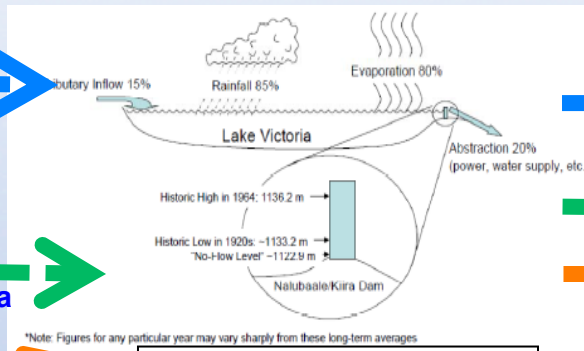 Tributary Inflow 15%
Rainfall 85%
Evaporation 80%
Lake Victoria
Abstraction 20%
(power, water supply, etc.
Historic High in 1964: 1136.2 m
Historic Low in 1920s: ~1133.2 m
"No-Flow Level" ~1122.9 m
Nalubaale/Kiira Dam
a
*Note: Figures for any particular year may vary sharply from these long-term averages